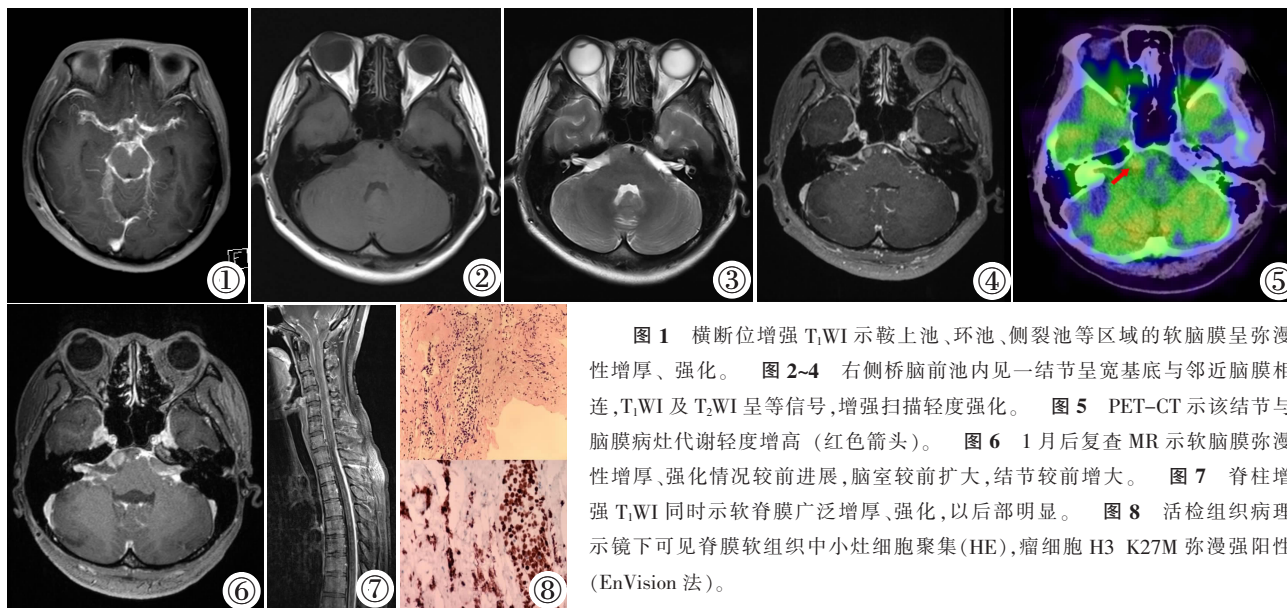 ①
②
③
④
⑤
⑥
⑦
⑧
图 1 横断位增强 T₁WI 示鞍上池、环池、侧裂池等区域的软脑膜呈弥漫
性增厚、强化。 图 2~4 右侧桥脑前池内见一结节呈宽基底与邻近脑膜相
连,T₁WI 及 T₂WI 呈等信号,增强扫描轻度强化。 图 5 PET-CT 示该结节与
脑膜病灶代谢轻度增高 (红色箭头)。 图 6 1 月后复查 MR 示软脑膜弥漫
性增厚、强化情况较前进展,脑室较前扩大,结节较前增大。 图 7 脊柱增
强 T₁WI 同时示软脊膜广泛增厚、强化,以后部明显。 图 8 活检组织病理
示镜下可见脊膜软组织中小灶细胞聚集(HE),瘤细胞 H3 K27M 弥漫强阳性
(EnVision 法)。